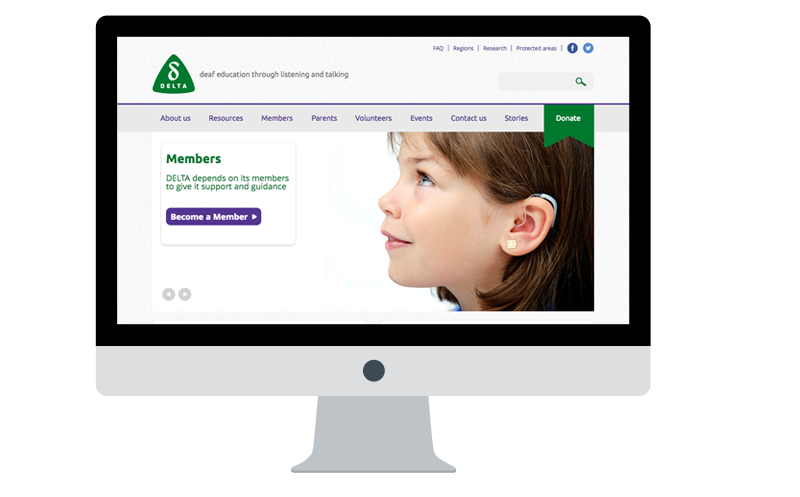 FAQ | Regions | Research | Protected areas |
δ
DELTA
deaf education through listening and talking
About us Resources Members Parents Volunteers Events Contact us Stories Donate
Members
DELTA depends on its members
to give it support and guidance
Become a Member